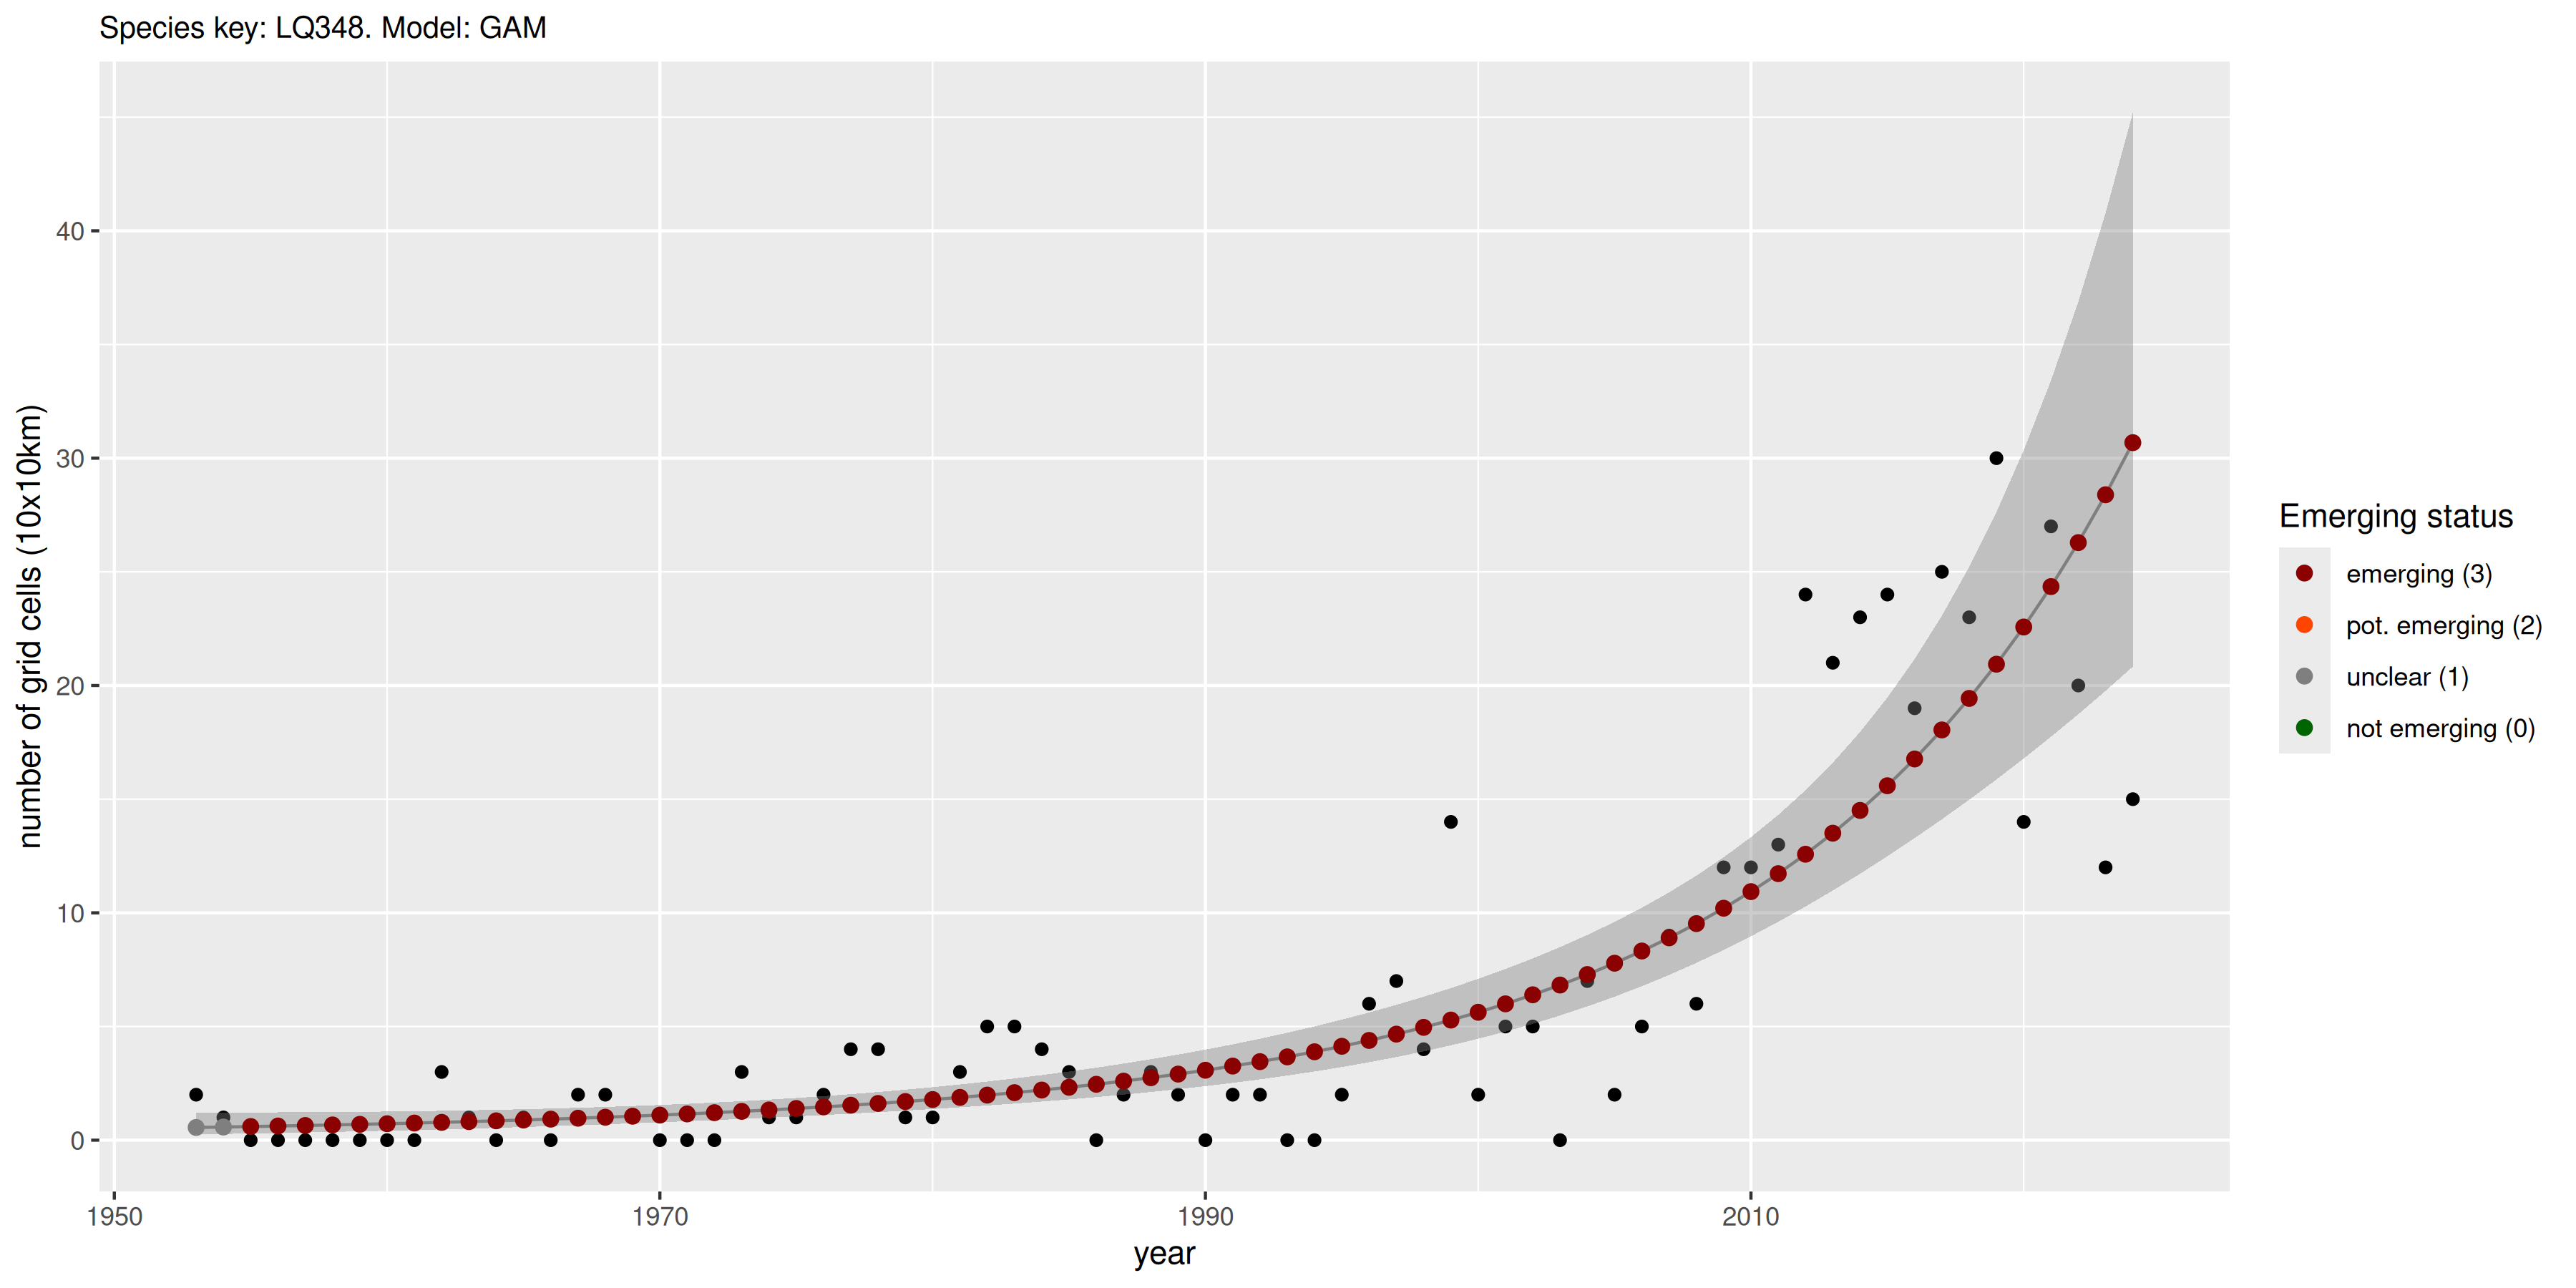 Species key: LQ348. Model: GAM
number of grid cells (10x10km)
40
30
20
10
0
1950
1970
1990
2010
year
Emerging status
emerging (3)
pot. emerging (2)
unclear (1)
not emerging (0)